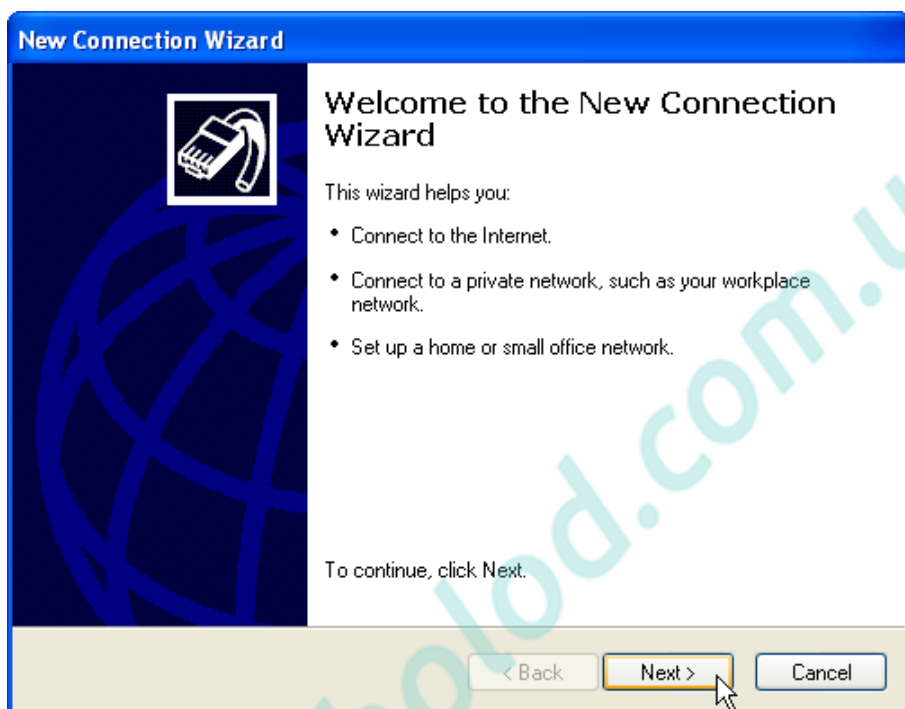 New Connection Wizard
Welcome to the New Connection
Wizard
This wizard helps you:
• Connect to the Internet.
• Connect to a private network, such as your workplace
network.
• Set up a home or small office network.
To continue, click Next.
< Back Next > Cancel
olod.com.u